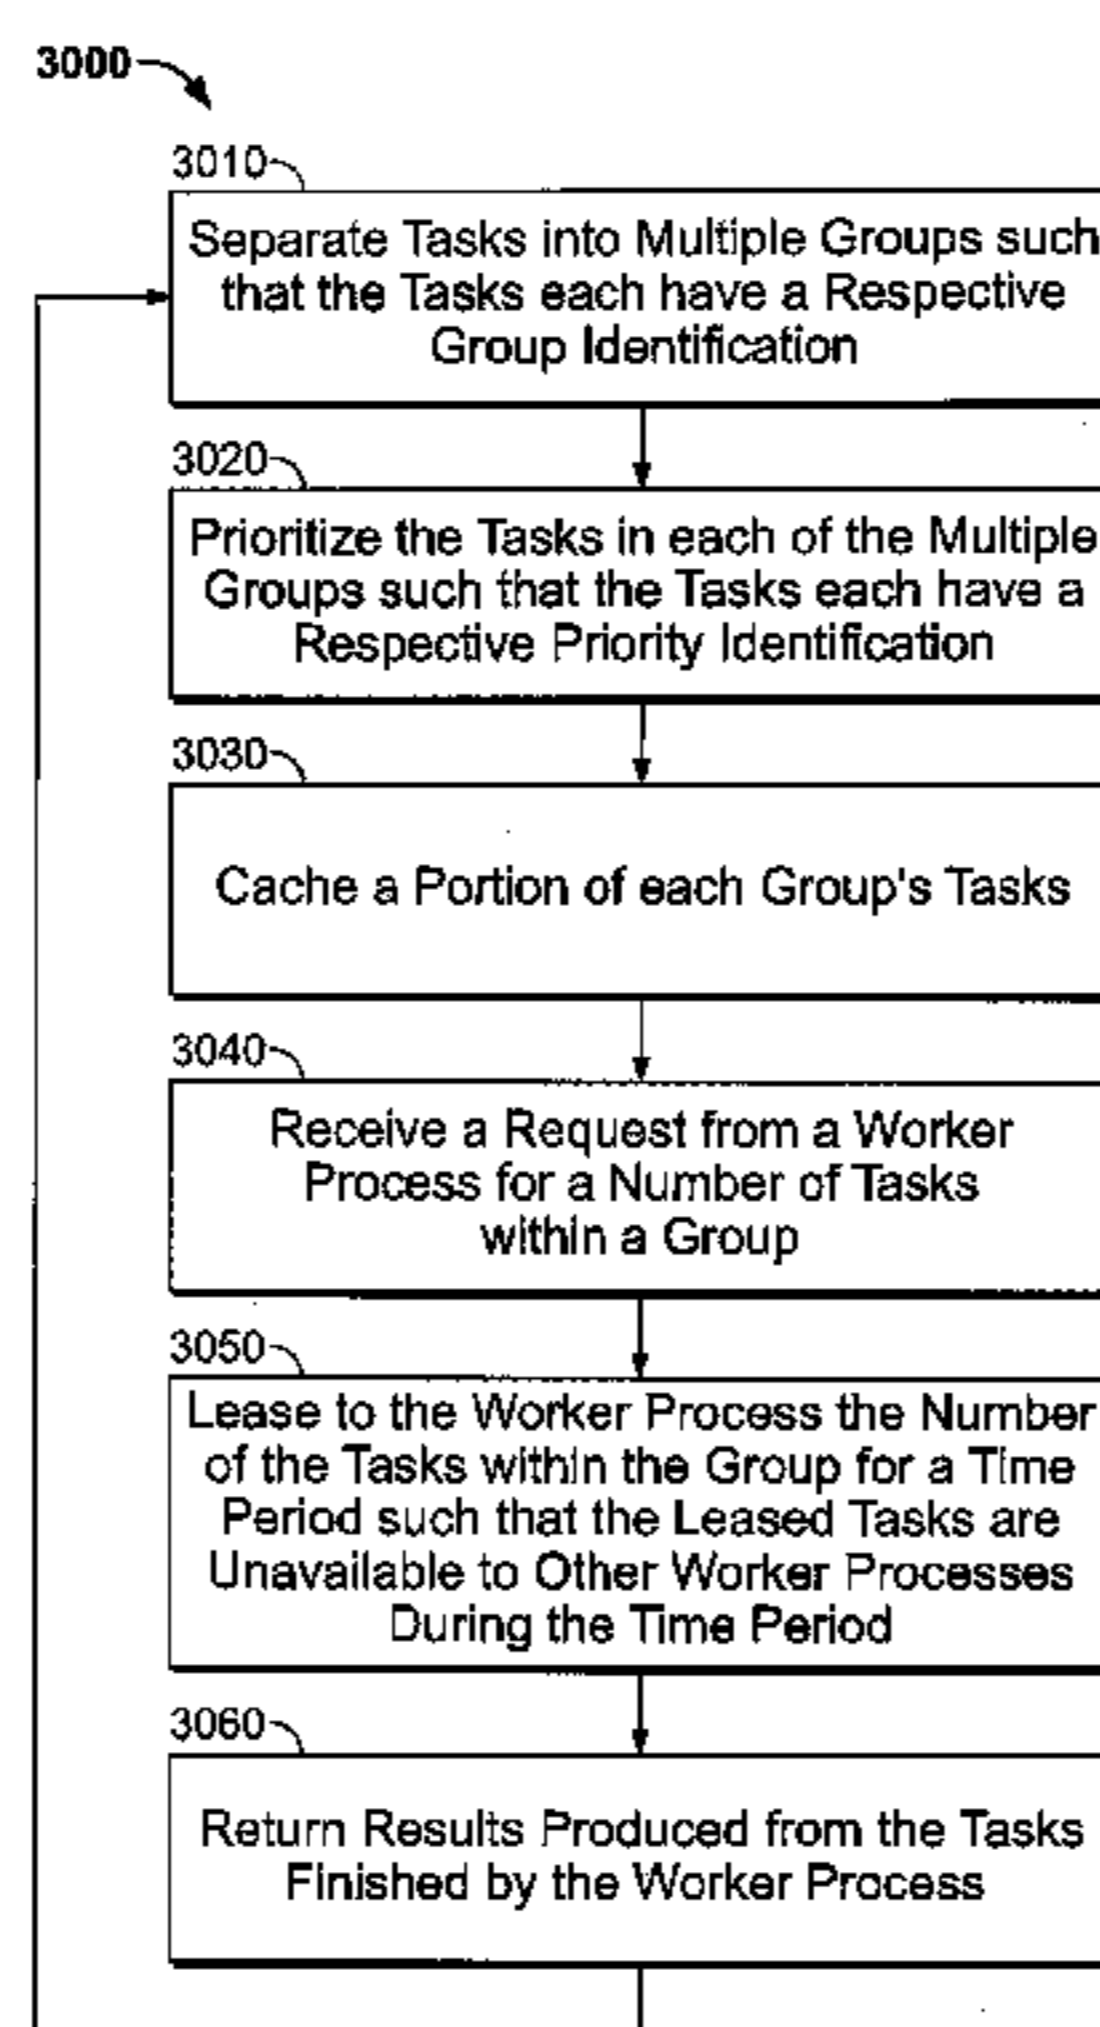 3000
3010
Separate Tasks into Multiple Groups such
that the Tasks each have a Respective
Group Identification
3020
Prioritize the Tasks in each of the Multiple
Groups such that the Tasks each have a
Respective Priority Identification
3030
Cache a Portion of each Group's Tasks
3040
Receive a Request from a Worker
Process for a Number of Tasks
within a Group
3050
Lease to the Worker Process the Number
of the Tasks within the Group for a Time
Period such that the Leased Tasks are
Unavailable to Other Worker Processes
During the Time Period
3060
Return Results Produced from the Tasks
Finished by the Worker Process